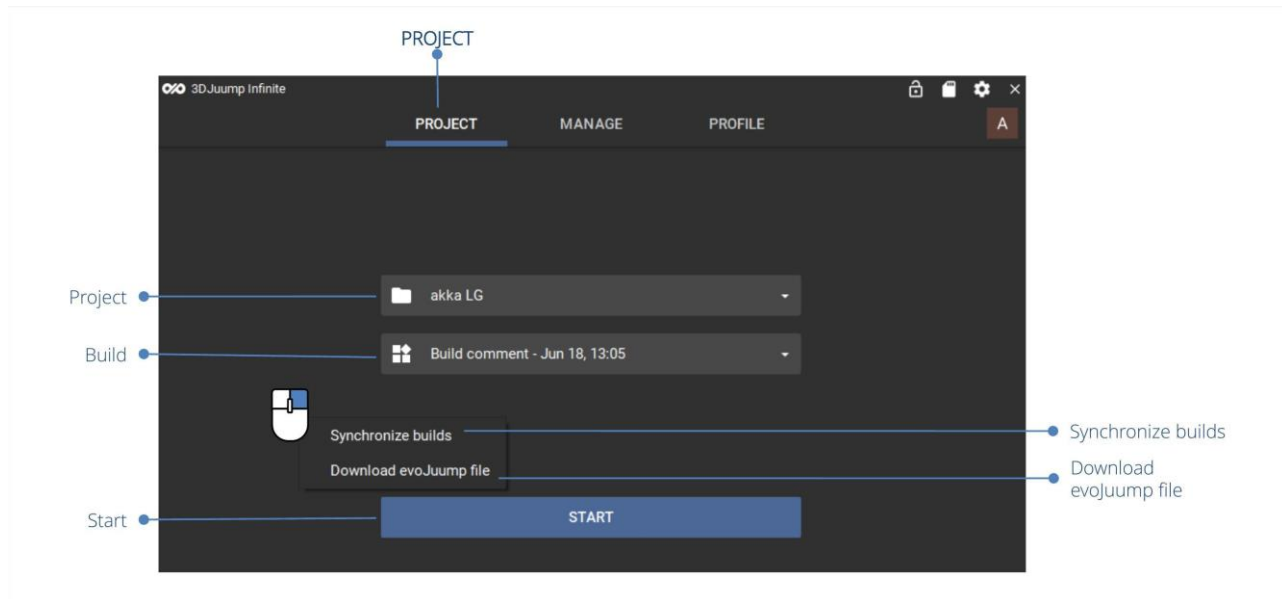 PROJECT
3DJuump Infinite
PROJECT MANAGE PROFILE
A
Project
akka LG
Build
Build comment - Jun 18, 13:05
Synchronize builds
Synchronize builds
Download evoJuump file
Download
evoJuump file
Start
START